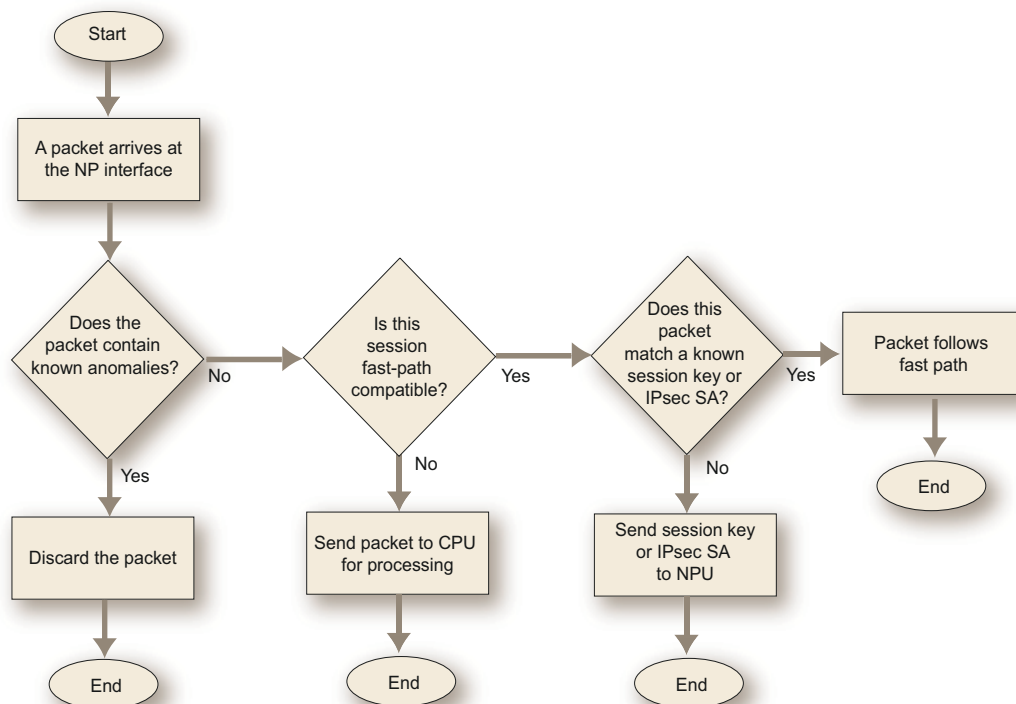 Start
A packet arrives at
the NP interface
Does the
packet contain
known anomalies?
No
Yes
Discard the packet
End
Is this
session
fast-path
compatible?
Yes
No
Send packet to CPU
for processing
End
Does this
packet
match a known
session key or
IPsec SA?
Yes
No
Send session key
or IPsec SA
to NPU
End
Packet follows
fast path
End